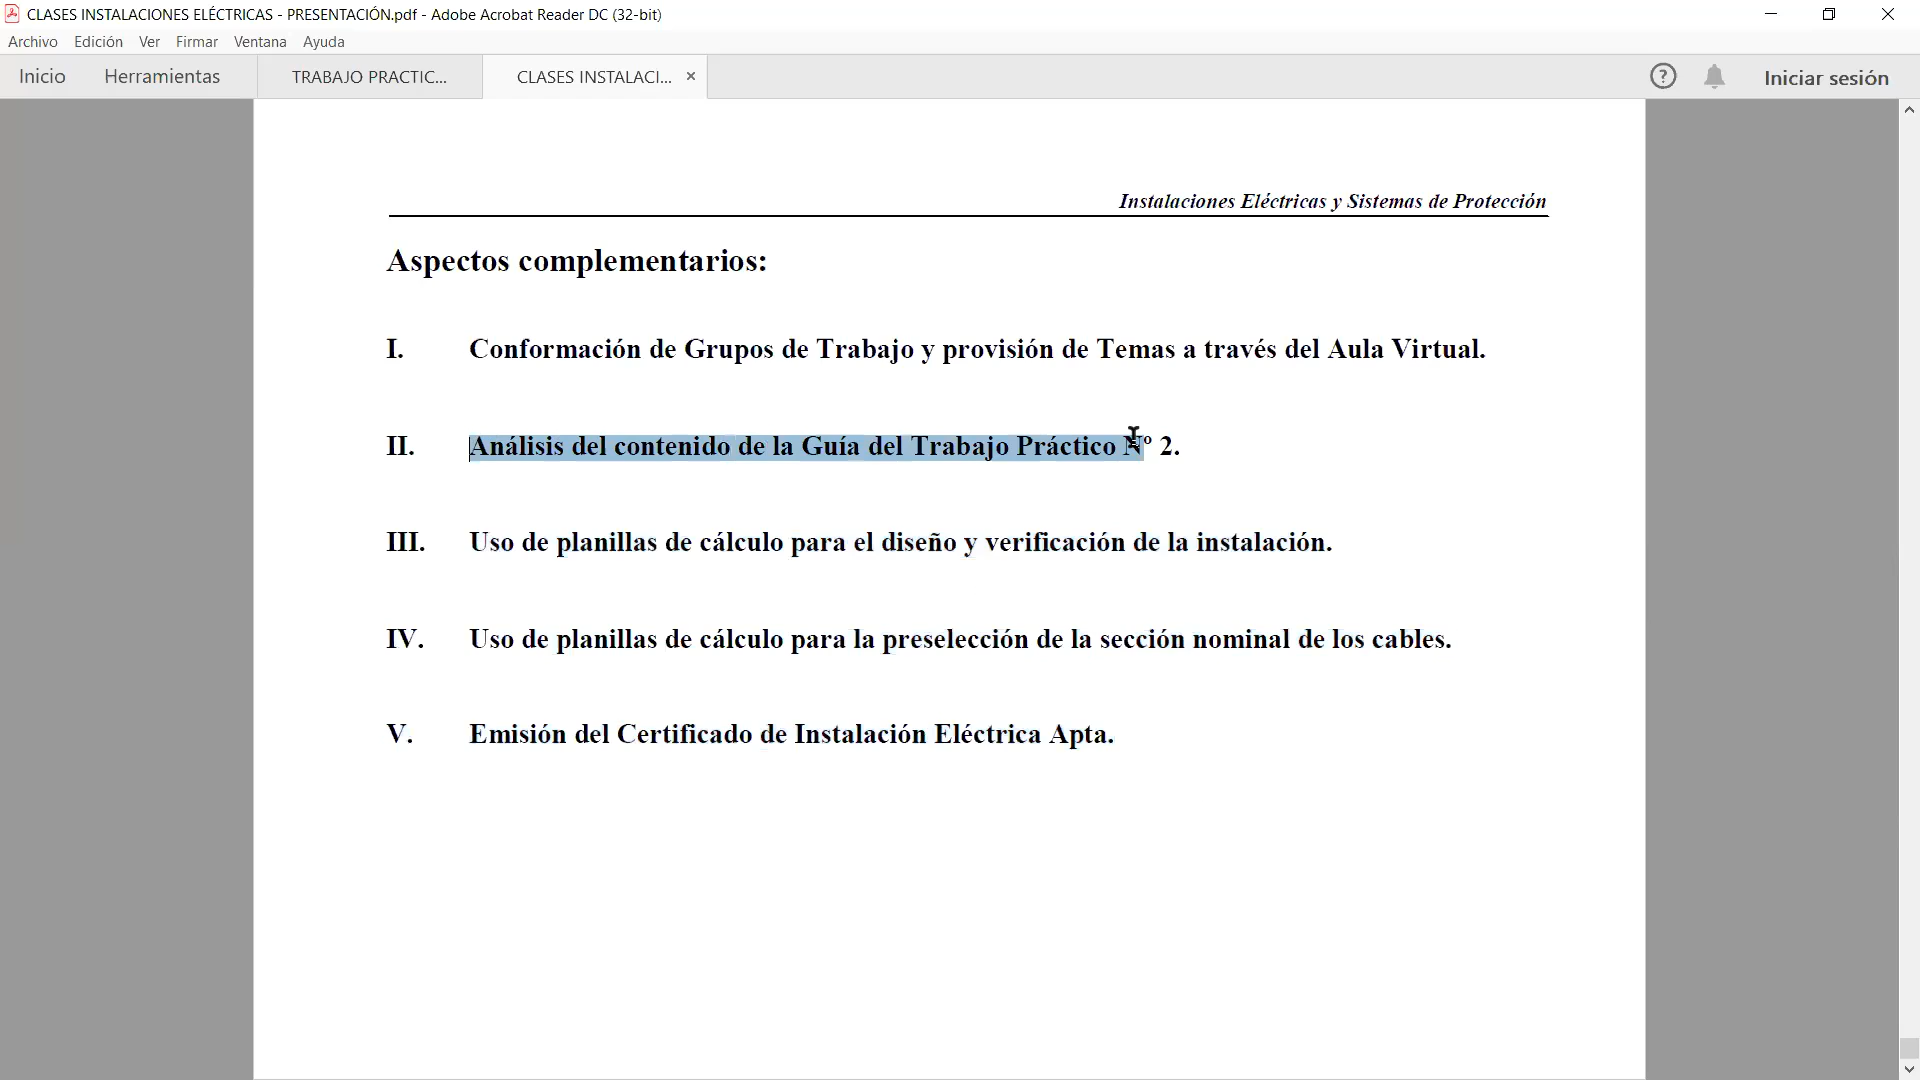 CLASES INSTALACIONES ELÉCTRICAS - PRESENTACIÓN.pdf - Adobe Acrobat Reader DC (32-bit)
Archivo Edición Ver Firmar Ventana Ayuda
Inicio Herramientas TRABAJO PRACTIC... CLASES INSTALACI... Iniciar sesión
Instalaciones Eléctricas y Sistemas de Protección
Aspectos complementarios:
I. Conformación de Grupos de Trabajo y provisión de Temas a través del Aula Virtual.
II. Análisis del contenido de la Guía del Trabajo Práctico Nº 2.
III. Uso de planillas de cálculo para el diseño y verificación de la instalación.
IV. Uso de planillas de cálculo para la preselección de la sección nominal de los cables.
V. Emisión del Certificado de Instalación Eléctrica Apta.